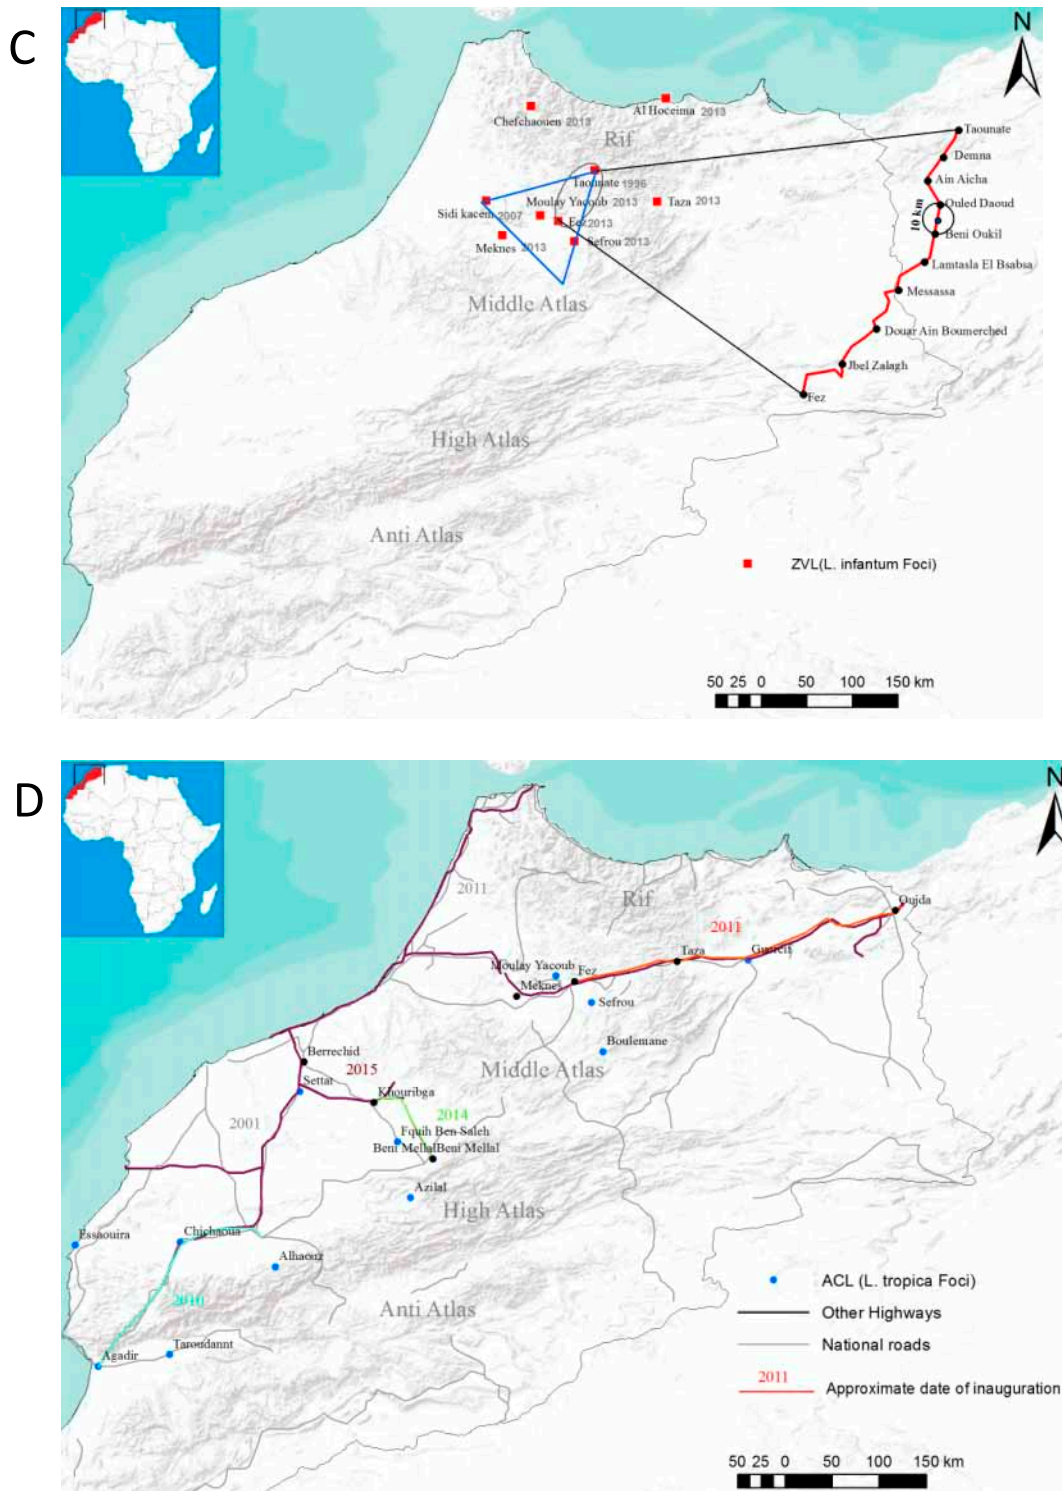 C
N
Chefchaouen 2013
Al Hoceima 2013
Rif
Taounate
Demna
Ain Aicha
Taounate 1996
Ouled Daoud
10 km
Sidi kacem 2007
Moulay Yacoub 2013
Taza 2013
Fez 2013
Beni Oukil
Meknes 2013
Sefrou 2013
Lamtasla El Bsabsa
Messassa
Middle Atlas
Douar Ain Boumerched
Jbel Zalagh
Fez
High Atlas
Anti Atlas
ZVL(L. infantum Foci)
50 25 0 50 100 150 km
D
N
2011
Rif
Oujda
2011
Taza
Guercif
Moulay Yacoub
Fez
Meknes
Sefrou
Boulemane
Berrechid
Middle Atlas
2015
Settat
Khouribga
2014
2001
Fquih Ben Saleh
Beni Mellal
Beni Mellal
Azilal
High Atlas
Essaouira
Chichaoua
Alhaouz
2010
Anti Atlas
ACL (L. tropica Foci)
Other Highways
National roads
Taroudannt
Agadir
2011
Approximate date of inauguration
50 25 0 50 100 150 km